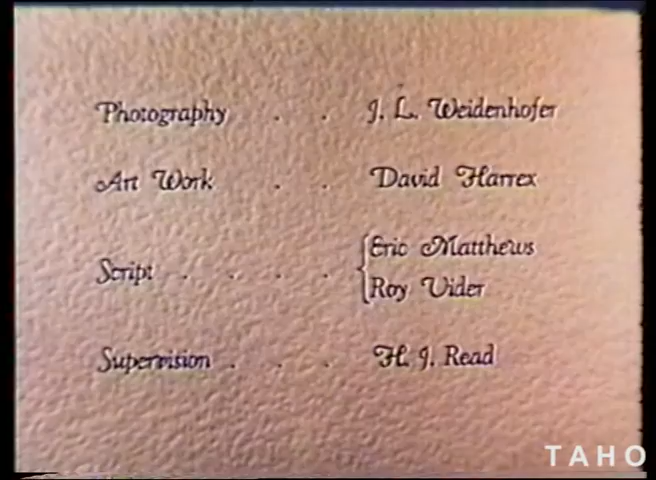 Photography . . J. L. Weidenhofer
Art Work . . David Harrex
Script . . . . { Eric Matthews
Roy Vider
Supervision . . . H. J. Read
TAHO